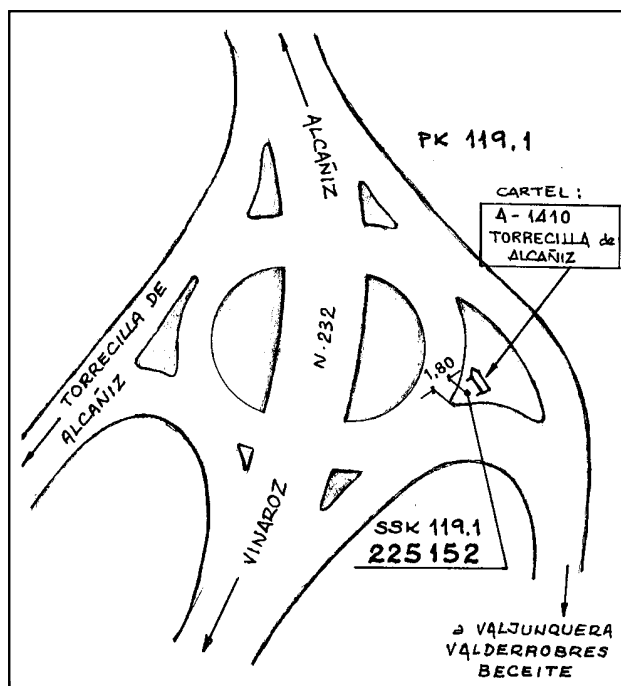 ALCAÑIZ
PK 119,1
CARTEL :
A-1410
TORRECILLA de
ALCAÑIZ
N-232
TORRECILLA DE
ALCAÑIZ
1,80
VINAROZ
SSK 119.1
225152
a VALJUNQUERA
VALDERROBRES
BECEITE